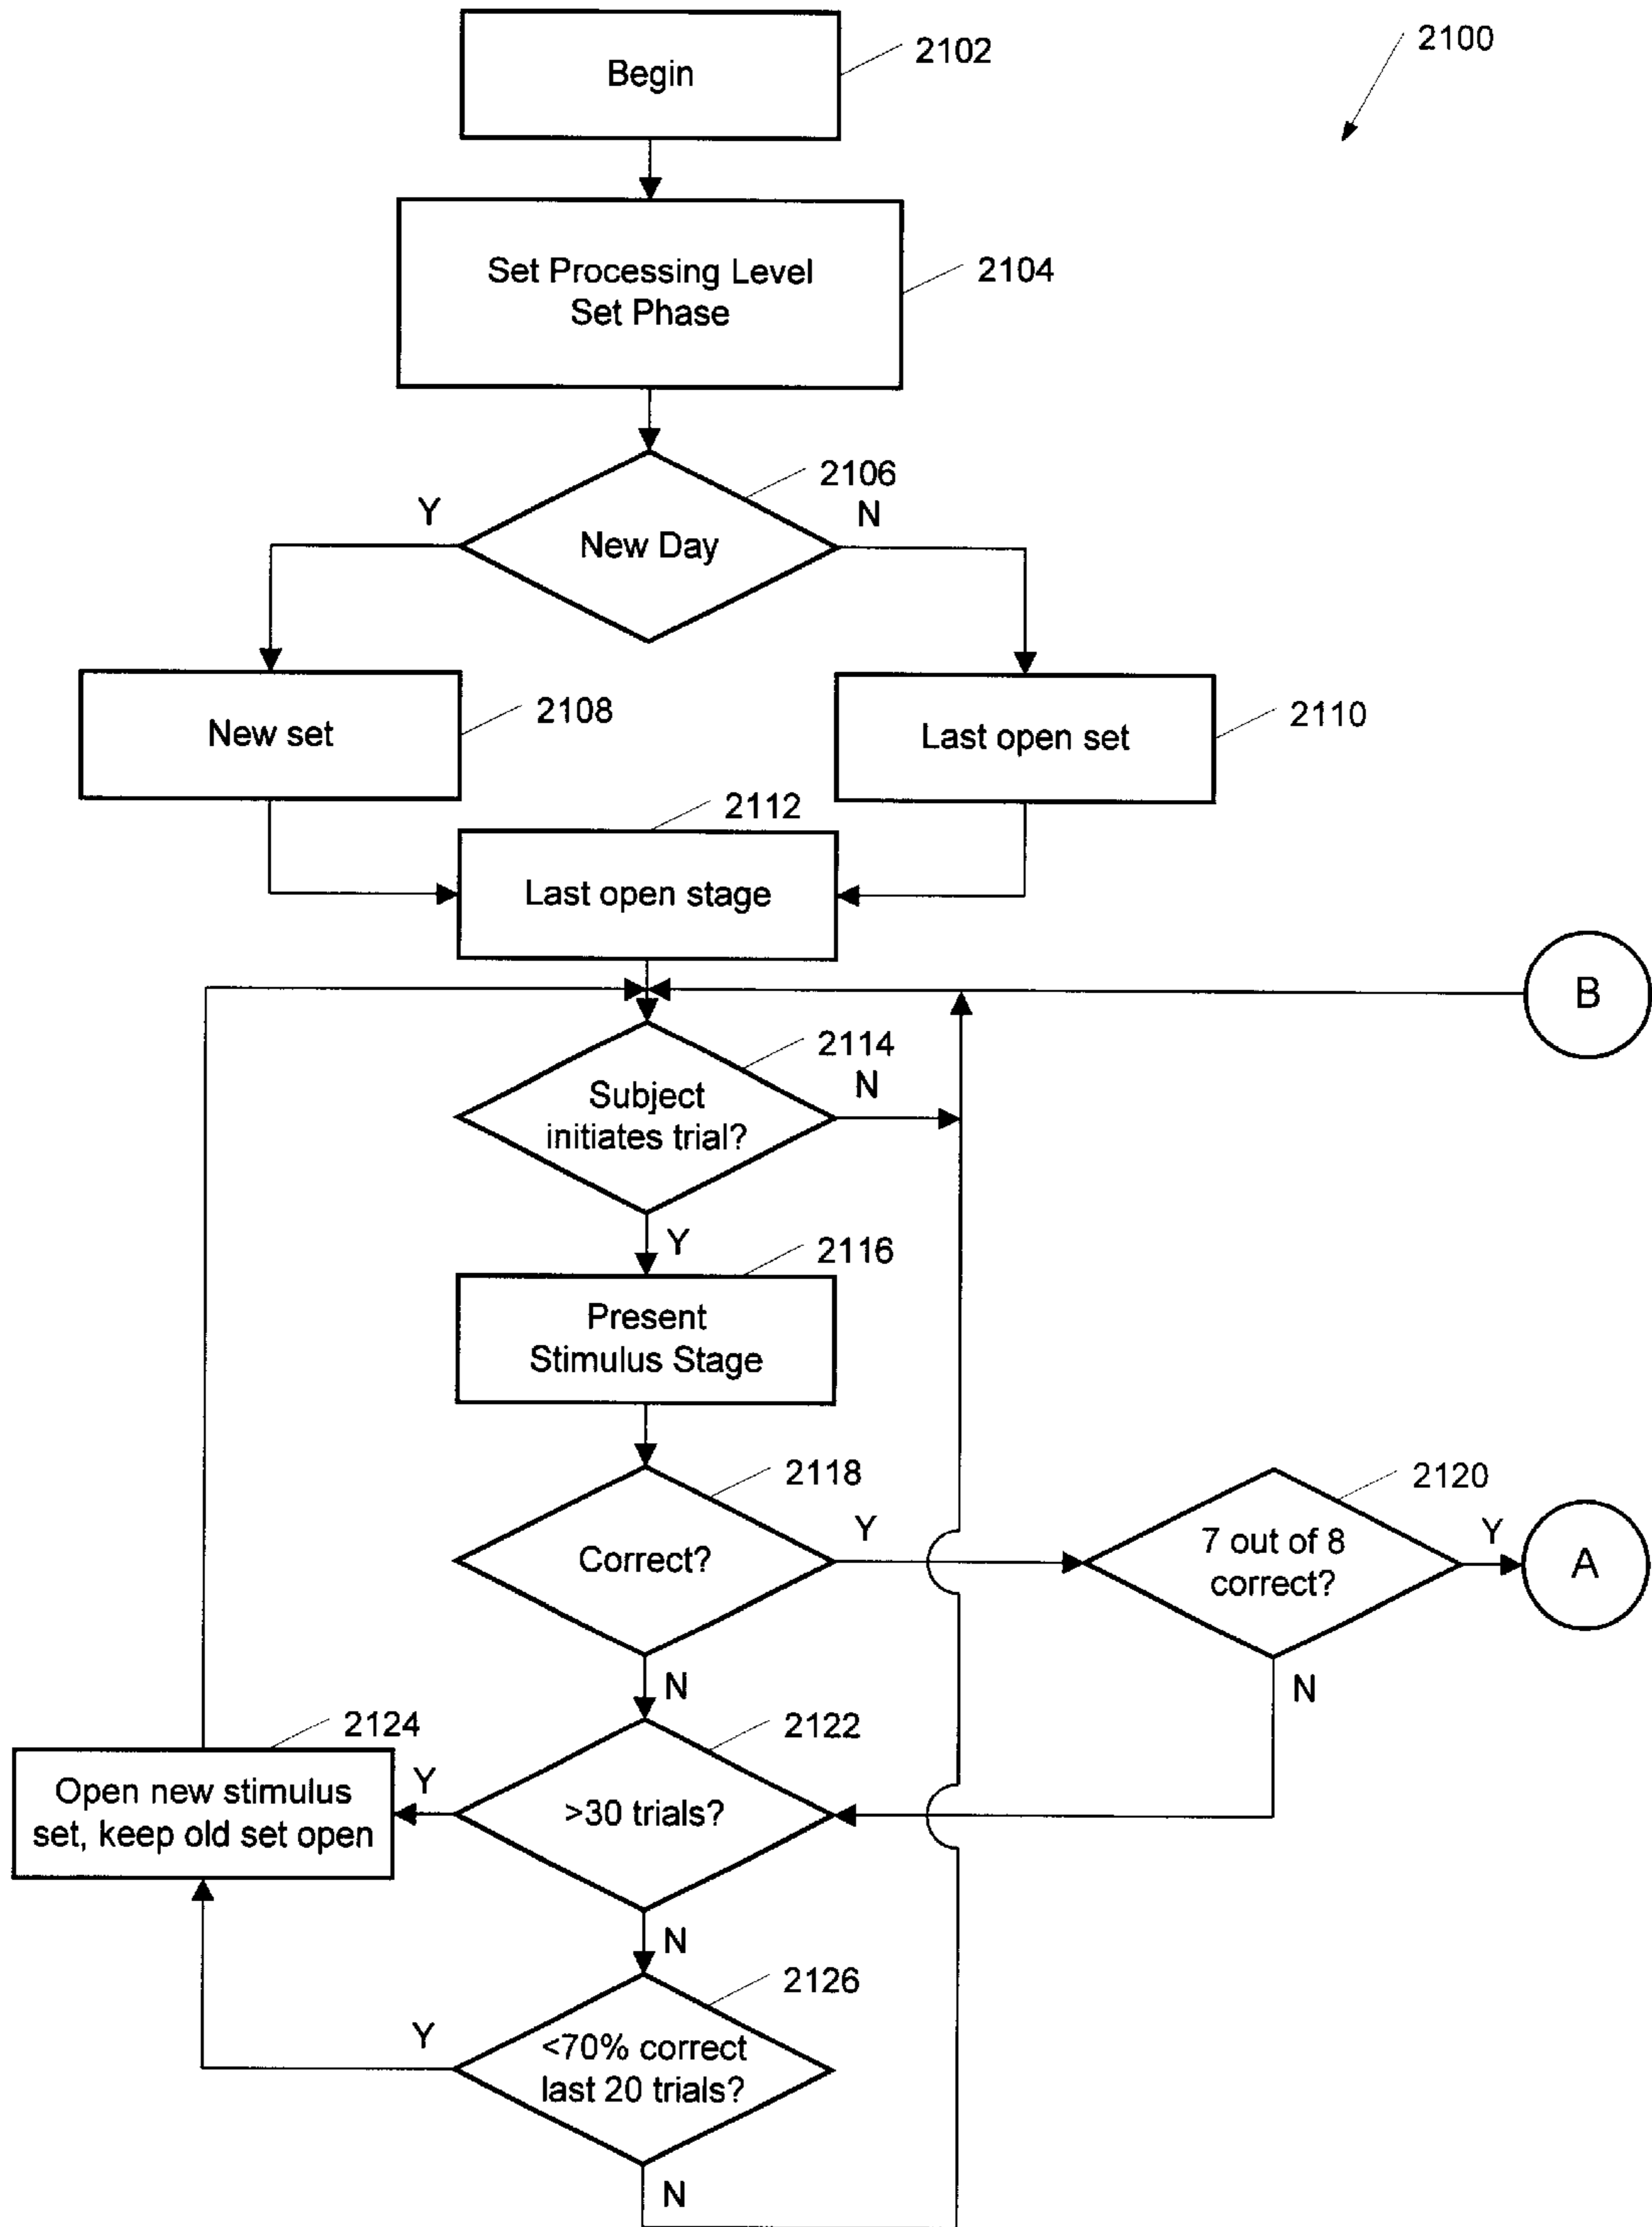 Begin
2102
2100
Set Processing Level
Set Phase
2104
2106
Y
N
New Day
New set
2108
Last open set
2110
2112
Last open stage
B
2114
N
Subject
initiates trial?
Y
2116
Present
Stimulus Stage
2118
Y
Correct?
2120
7 out of 8
correct?
Y
A
N
N
2122
2124
Open new stimulus
set, keep old set open
Y
>30 trials?
N
2126
Y
<70% correct
last 20 trials?
N